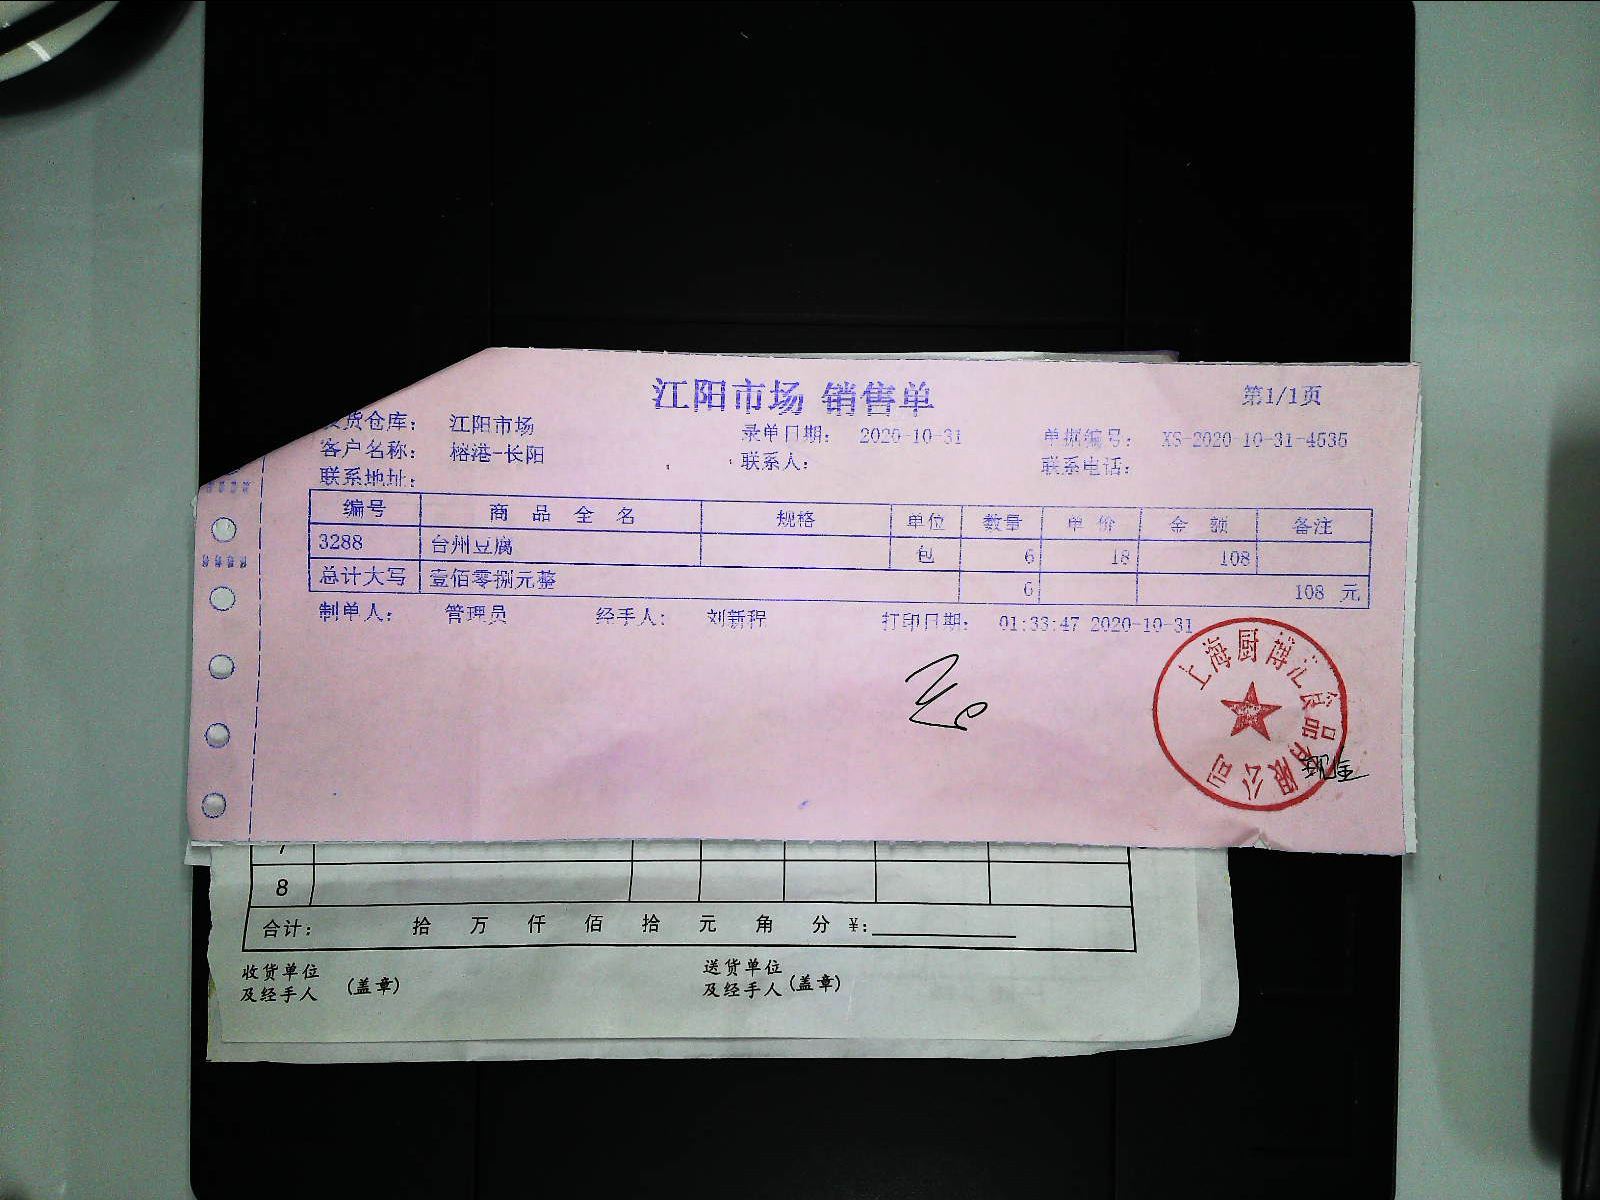 江阳市场 销售单
第1/1页
货仓库: 江阳市场 录单日期: 2020-10-31 单据编号: XS-2020-10-31-4535
客户名称: 榕港-长阳 联系人: 联系电话:
联系地址:
编号 商品全名 规格 单位 数量 单价 金额 备注
3288 台州豆腐 包 6 18 108
总计大写 壹佰零捌元整 6 108 元
制单人: 管理员 经手人: 刘新程 打印日期: 01:33:47 2020-10-31
上海厨博汇食品有限公司
现金
8
合计: 拾 万 仟 佰 拾 元 角 分 ¥:
收货单位 送货单位
及经手人 (盖章) 及经手人 (盖章)